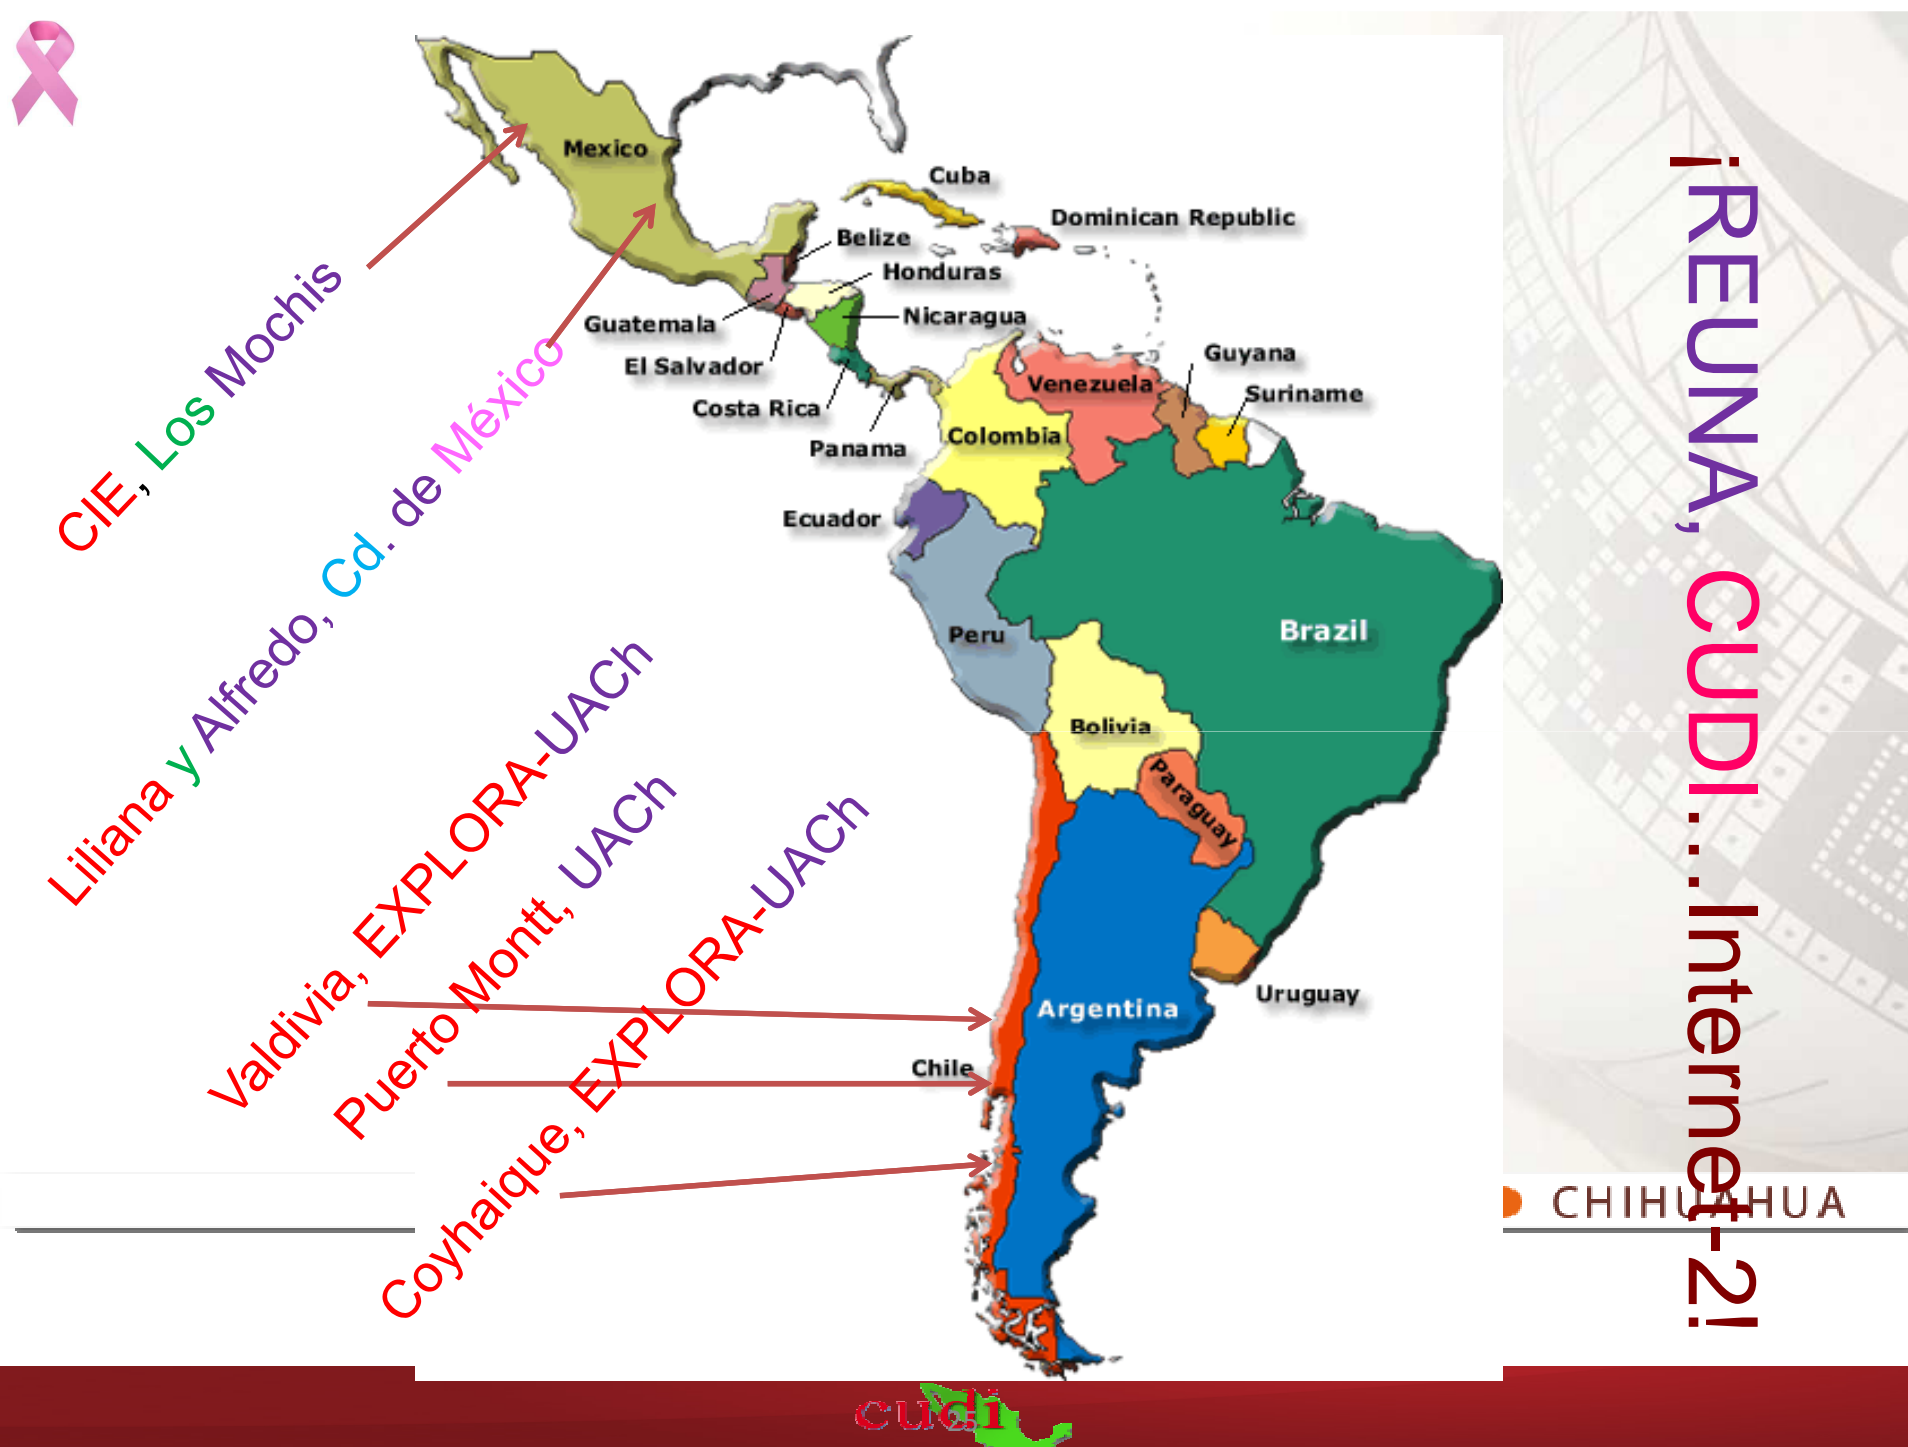 CIE, Los Mochis
Liliana y Alfredo, Cd. de México
Valdivia, EXPLORA-UACh
Puerto Montt, UACh
Coyhaique, EXPLORA-UACh
Mexico
Cuba
Dominican Republic
Belize
Honduras
Guatemala
Nicaragua
El Salvador
Costa Rica
Panama
Guyana
Venezuela
Suriname
Colombia
Ecuador
Peru
Brazil
Bolivia
Paraguay
Argentina
Uruguay
Chile
¡REUNA, CUDI....Internet-2!
CHIHUAHUA
cudi